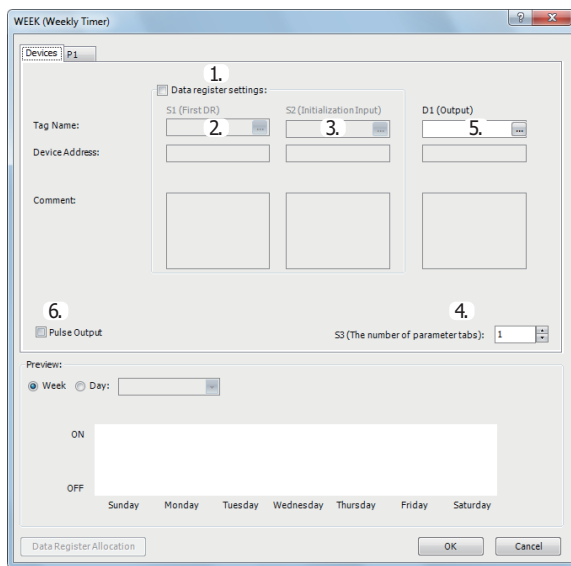 WEEK (Weekly Timer)
Devices P1
1.
Data register settings:
S1 (First DR) S2 (Initialization Input) D1 (Output)
Tag Name: 2. ... 3. ... 5. ...
Device Address:
Comment:
6. 4.
Pulse Output S3 (The number of parameter tabs): 1
Preview:
Week Day:
ON
OFF
Sunday Monday Tuesday Wednesday Thursday Friday Saturday
Data Register Allocation OK Cancel